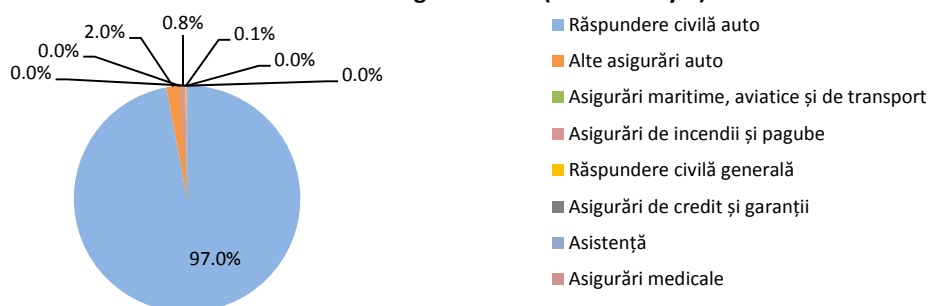 0.8%
2.0%
0.1%
0.0%
0.0%
0.0%
0.0%
97.0%
Răspundere civilă auto
Alte asigurări auto
Asigurări maritime, aviatice și de transport
Asigurări de incendii și pagube
Răspundere civilă generală
Asigurări de credit și garanții
Asistență
Asigurări medicale